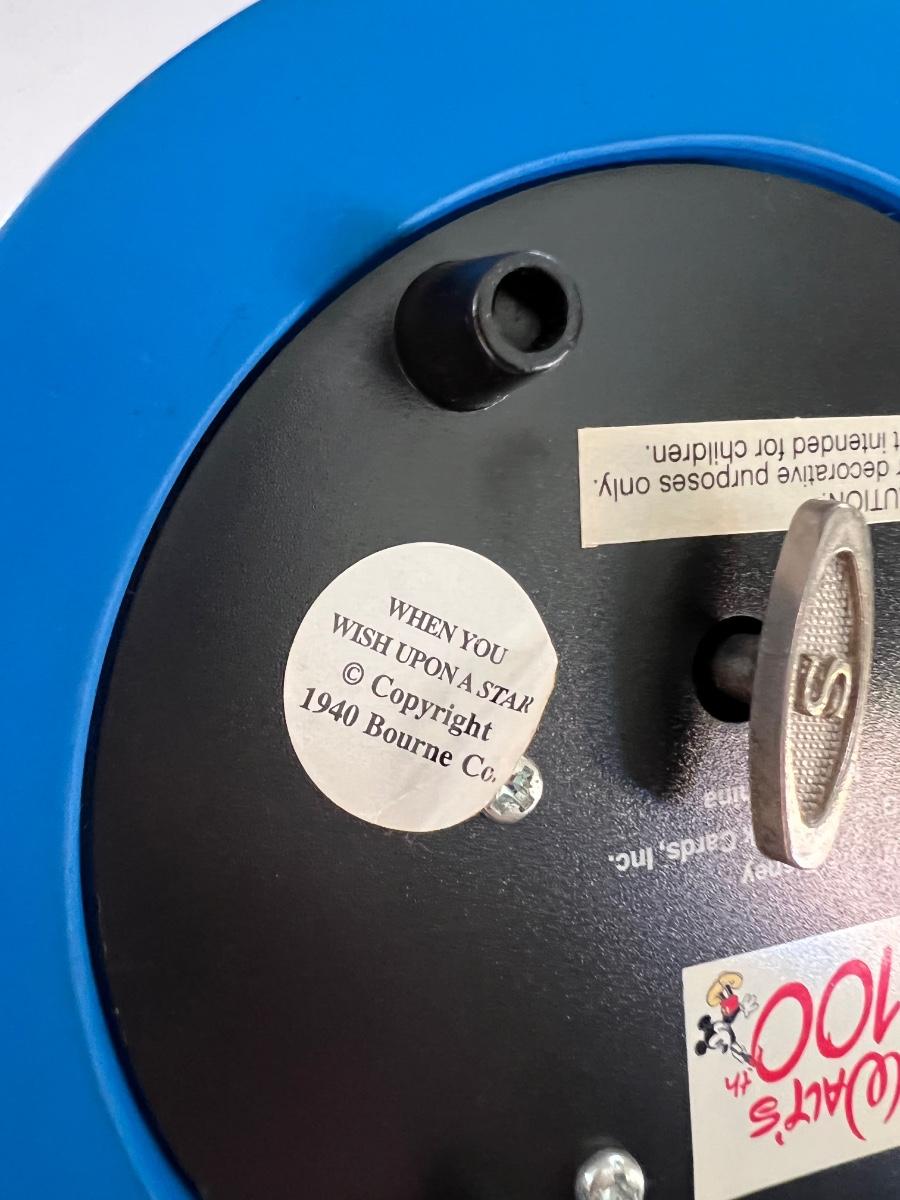 WHEN YOU
WISH UPON A STAR
© Copyright
1940 Bourne Co.
decorative purposes only.
intended for children.
S
Cards, Inc.
WALT'S
100th